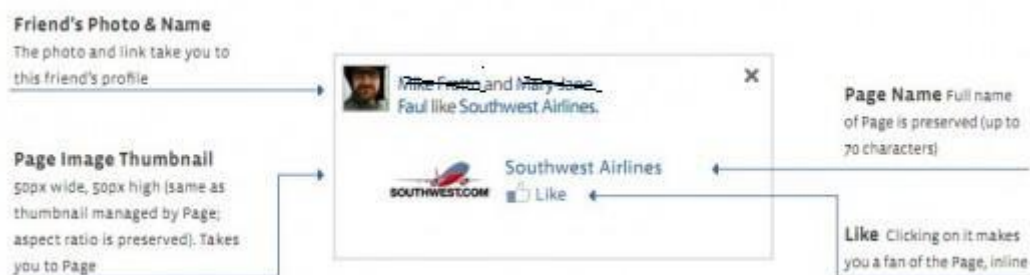 Friend's Photo & Name
The photo and link take you to
this friend's profile
Page Image Thumbnail
50px wide, 50px high (same as
thumbnail managed by Page;
aspect ratio is preserved). Takes
you to Page
and
Faul like Southwest Airlines.
SOUTHWEST.COM
Southwest Airlines
Like
Page Name Full name
of Page is preserved (up to
70 characters)
Like Clicking on it makes
you a fan of the Page, inline